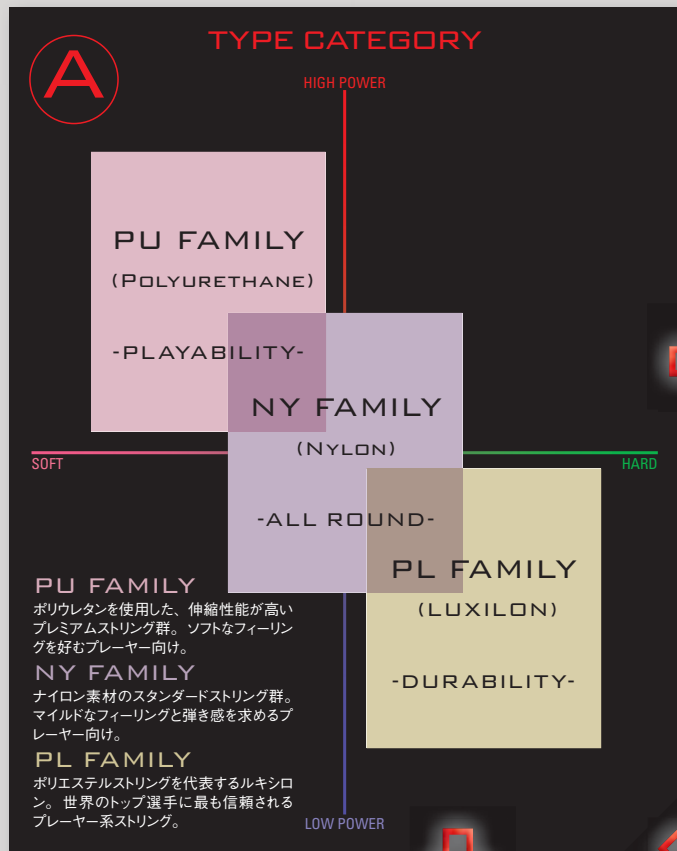 A
TYPE CATEGORY
HIGH POWER
PU FAMILY
(POLYURETHANE)
-PLAYABILITY-
NY FAMILY
(NYLON)
-ALL ROUND-
SOFT
HARD
PL FAMILY
(LUXILON)
-DURABILITY-
PU FAMILY
ポリウレタンを使用した、伸縮性能が高い
プレミアムストリング群。ソフトなフィーリン
グを好むプレーヤー向け。
NY FAMILY
ナイロン素材のスタンダードストリング群。
マイルドなフィーリングと弾き感を求めるプ
レーヤー向け。
PL FAMILY
ポリエステルストリングを代表するルキシロ
ン。世界のトップ選手に最も信頼される
プレーヤー系ストリング。
LOW POWER